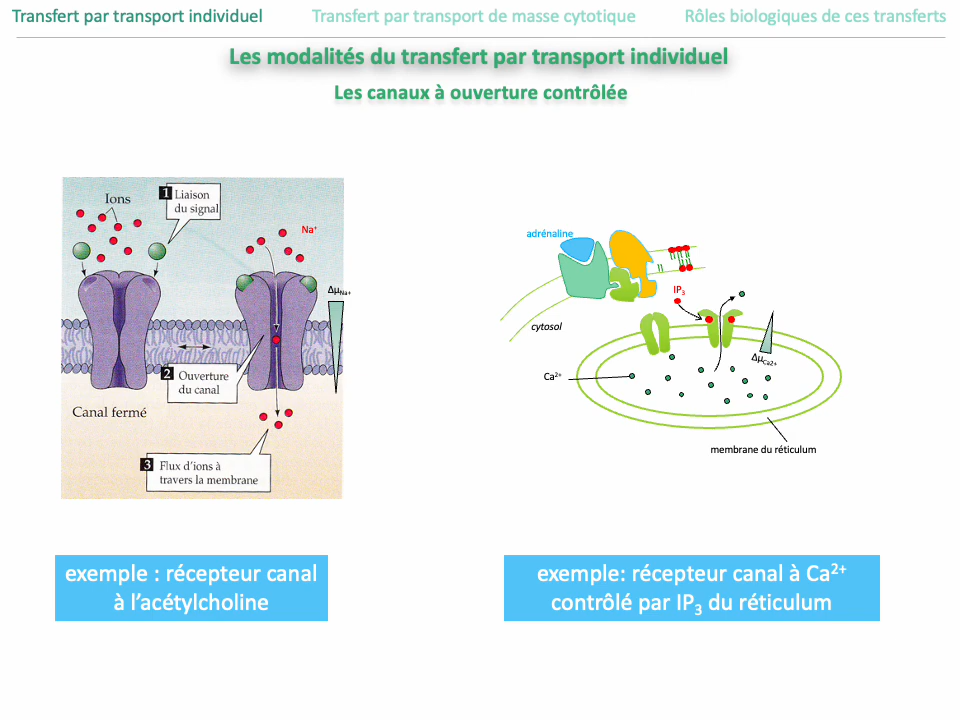 Transfert par transport individuel
Transfert par transport de masse cytotique
Rôles biologiques de ces transferts
Les modalités du transfert par transport individuel
Les canaux à ouverture contrôlée
Ions
1 Liaison
du signal
Na⁺
Δμ_Na+
2 Ouverture
du canal
Canal fermé
3 Flux d'ions à
travers la membrane
adrénaline
IP₃
cytosol
Δμ_Ca2+
Ca²⁺
membrane du réticulum
exemple : récepteur canal
à l'acétylcholine
exemple: récepteur canal à Ca²⁺
contrôlé par IP₃ du réticulum